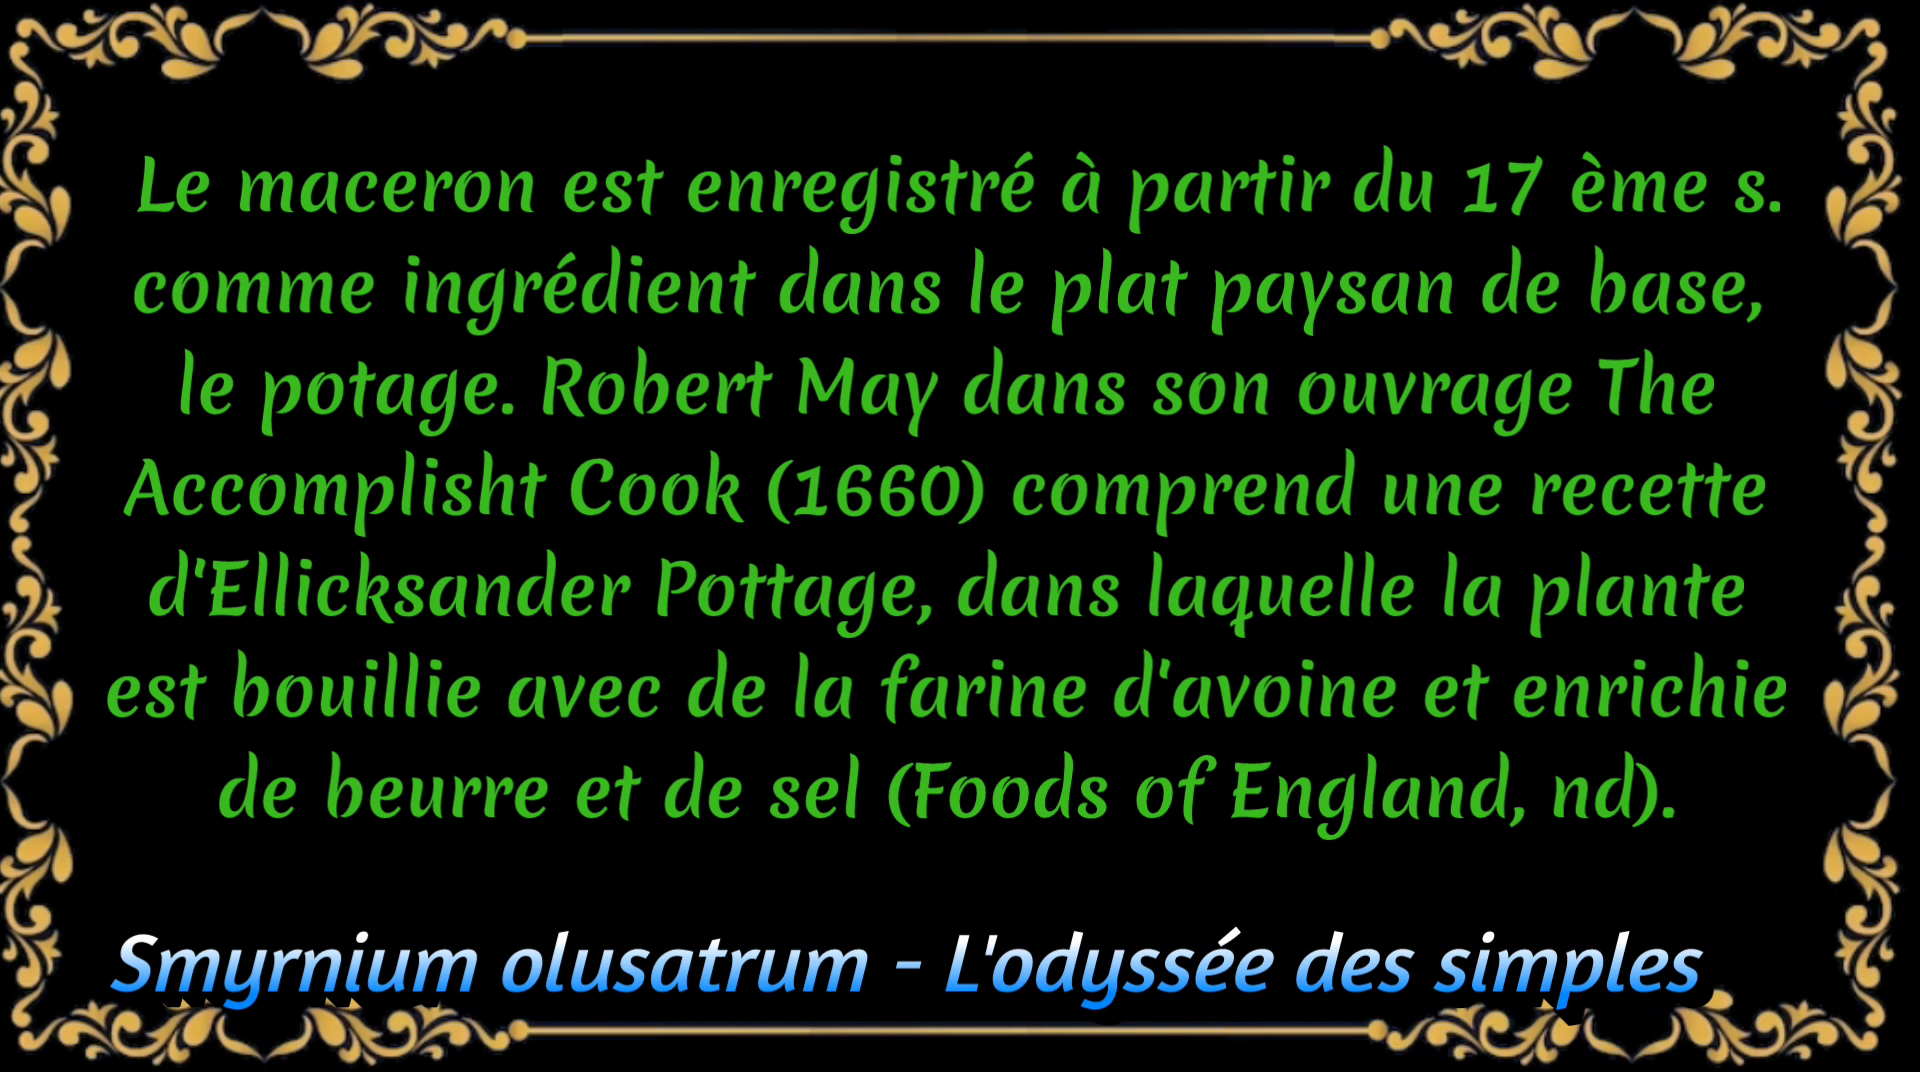 Le maceron est enregistré à partir du 17 ème s.
comme ingrédient dans le plat paysan de base,
le potage. Robert May dans son ouvrage The
Accomplisht Cook (1660) comprend une recette
d'Ellicksander Pottage, dans laquelle la plante
est bouillie avec de la farine d'avoine et enrichie
de beurre et de sel (Foods of England, nd).
Smyrnium olusatrum - L'odyssée des simples